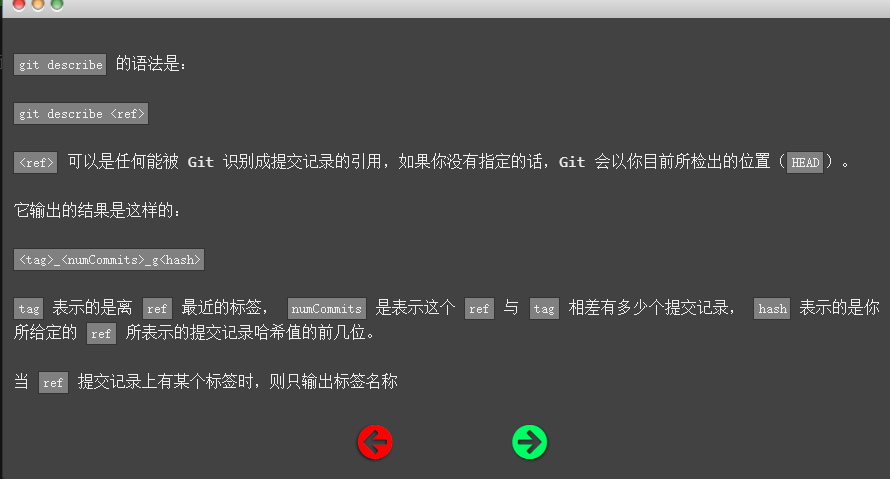 git describe 的语法是：
git describe <ref>
<ref> 可以是任何能被 Git 识别成提交记录的引用，如果你没有指定的话，Git 会以你目前所检出的位置（HEAD）。
它输出的结果是这样的：
<tag>_<numCommits>_g<hash>
tag 表示的是离 ref 最近的标签， numCommits 是表示这个 ref 与 tag 相差有多少个提交记录， hash 表示的是你
所给定的 ref 所表示的提交记录哈希值的前几位。
当 ref 提交记录上有某个标签时，则只输出标签名称